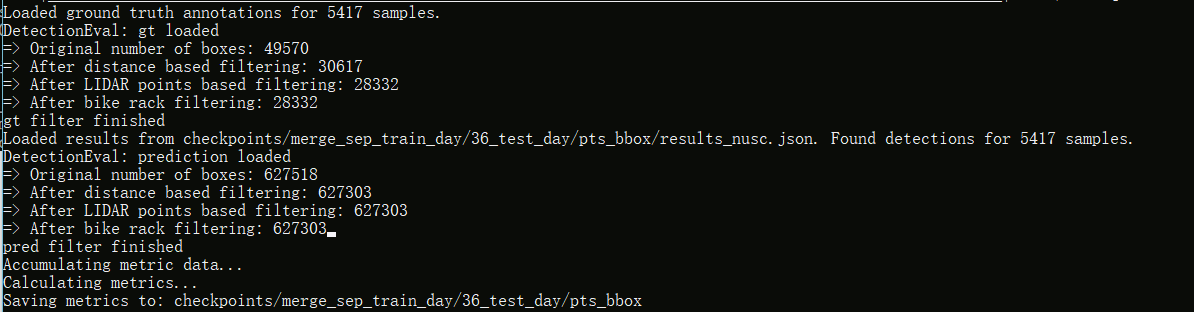 Loaded ground truth annotations for 5417 samples.
DetectionEval: gt loaded
=> Original number of boxes: 49570
=> After distance based filtering: 30617
=> After LIDAR points based filtering: 28332
=> After bike rack filtering: 28332
gt filter finished
Loaded results from checkpoints/merge_sep_train_day/36_test_day/pts_bbox/results_nusc.json. Found detections for 5417 samples.
DetectionEval: prediction loaded
=> Original number of boxes: 627518
=> After distance based filtering: 627303
=> After LIDAR points based filtering: 627303
=> After bike rack filtering: 627303
pred filter finished
Accumulating metric data...
Calculating metrics...
Saving metrics to: checkpoints/merge_sep_train_day/36_test_day/pts_bbox